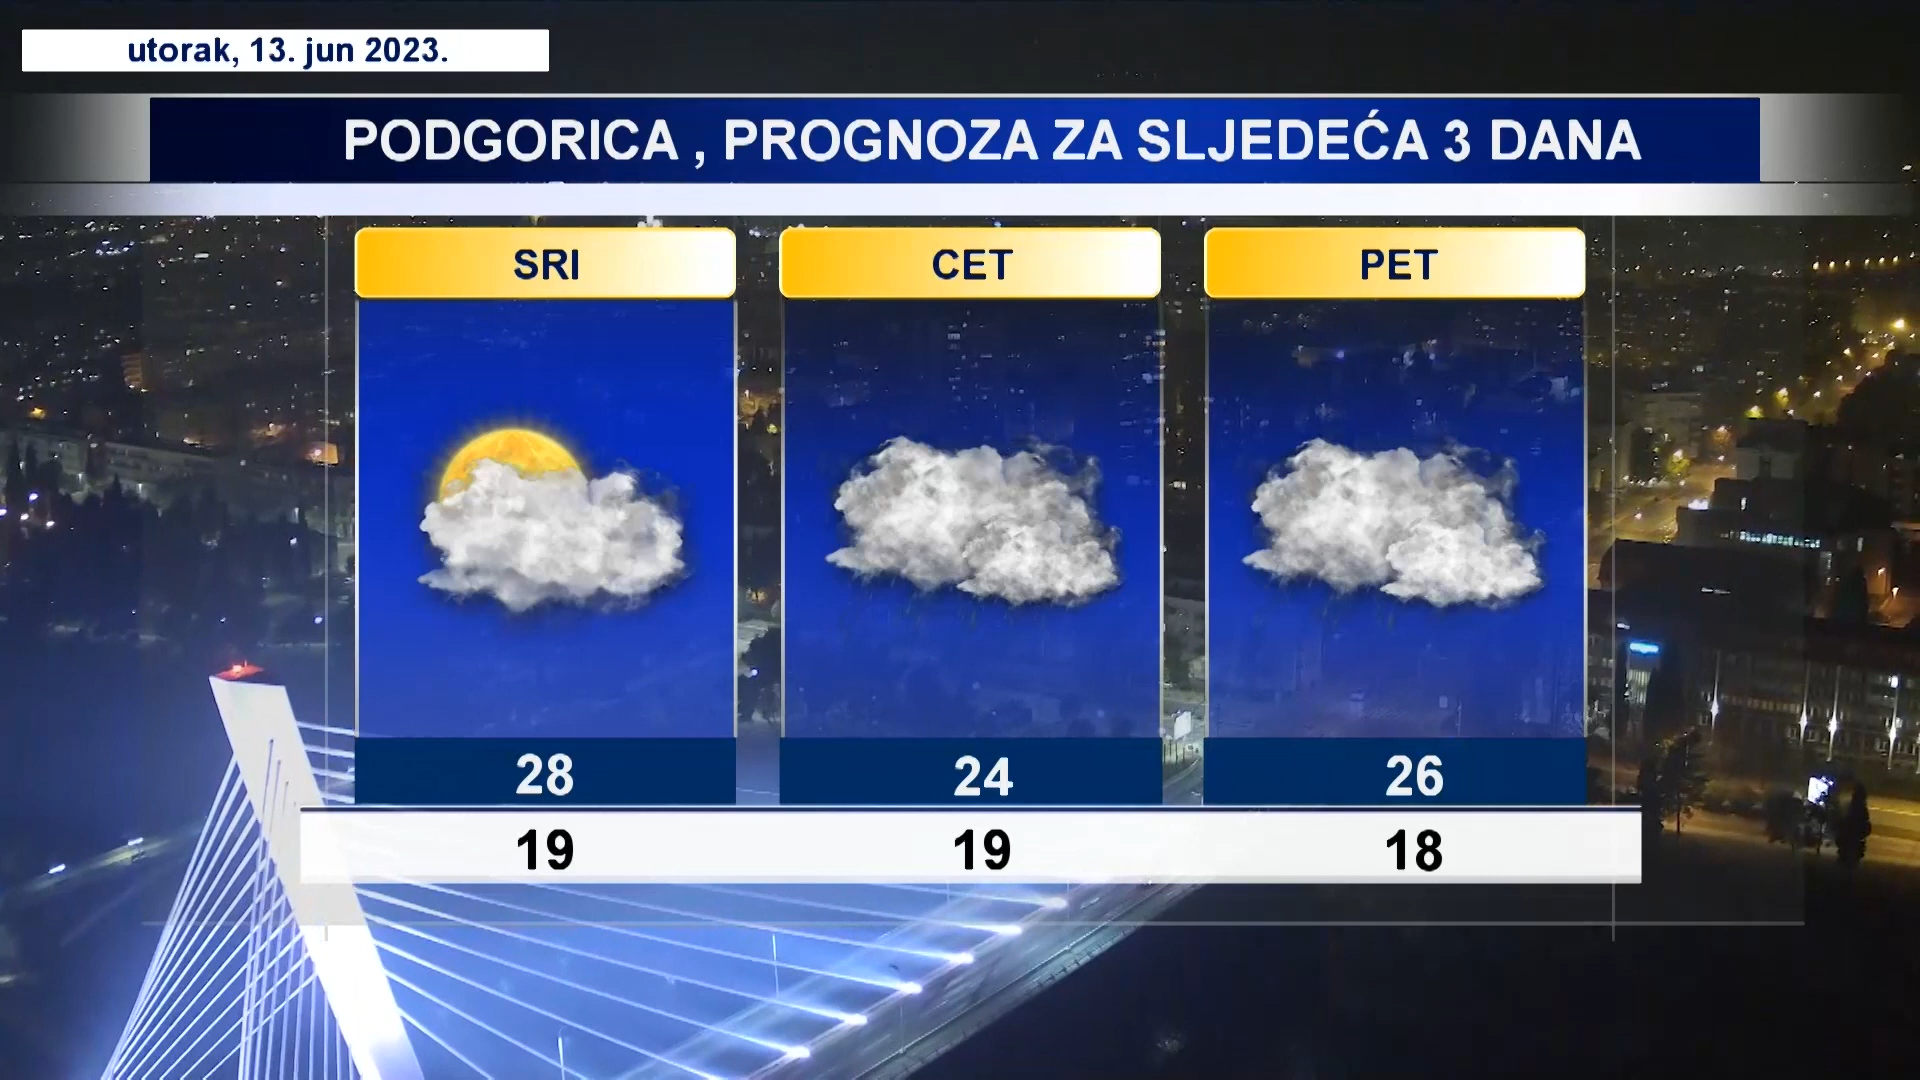 utorak, 13. jun 2023.
PODGORICA , PROGNOZA ZA SLJEDEĆA 3 DANA
SRI CET PET
28 24 26
19 19 18